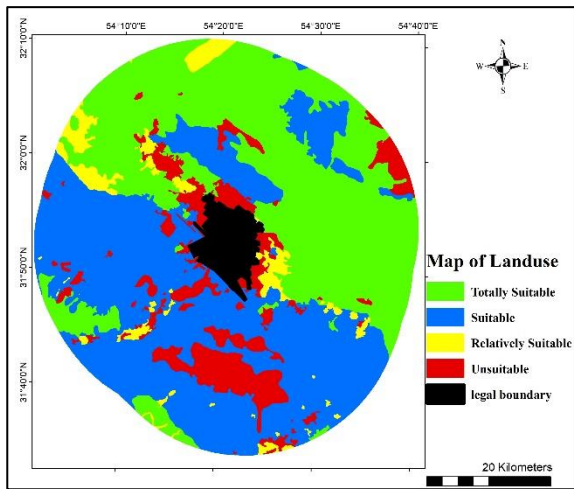 54°10'0"E 54°20'0"E 54°30'0"E 54°40'0"E
32°10'0"N
32°0'0"N
31°50'0"N
31°40'0"N
N
W E
S
Map of Landuse
Totally Suitable
Suitable
Relatively Suitable
Unsuitable
legal boundary
20 Kilometers